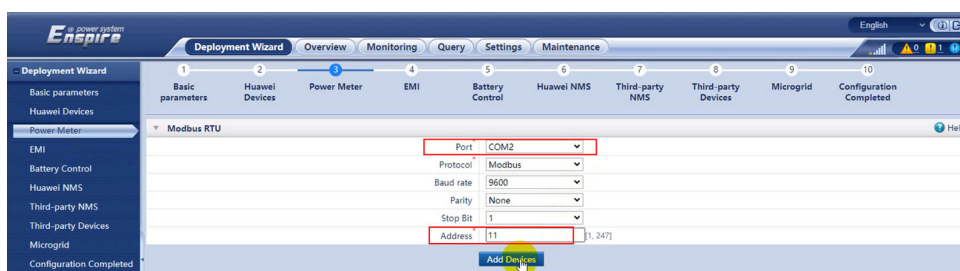 English
e power system
Enspire
Deployment Wizard Overview Monitoring Query Settings Maintenance
0 1
Deployment Wizard
Basic parameters
Huawei Devices
Power Meter
EMI
Battery Control
Huawei NMS
Third-party NMS
Third-party Devices
Microgrid
Configuration Completed
1 2 3 4 5 6 7 8 9 10
Basic parameters Huawei Devices Power Meter EMI Battery Control Huawei NMS Third-party NMS Third-party Devices Microgrid Configuration Completed
Modbus RTU Hel
Port * COM2
Protocol * Modbus
Baud rate 9600
Parity None
Stop Bit 1
Address * 11 [1, 247]
Add Devices